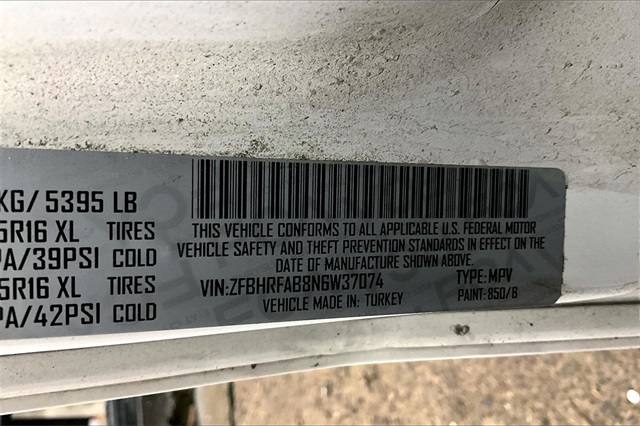 KG/ 5395 LB
5R16 XL TIRES
PA/39PSI COLD
5R16 XL TIRES
PA/42PSI COLD
THIS VEHICLE CONFORMS TO ALL APPLICABLE U.S. FEDERAL MOTOR
VEHICLE SAFETY AND THEFT PREVENTION STANDARDS IN EFFECT ON THE
DATE OF MANUFACTURE SHOWN ABOVE.
VIN:ZFBHRFAB8N6W37074 TYPE:MPV
VEHICLE MADE IN: TURKEY PAINT: 850/B